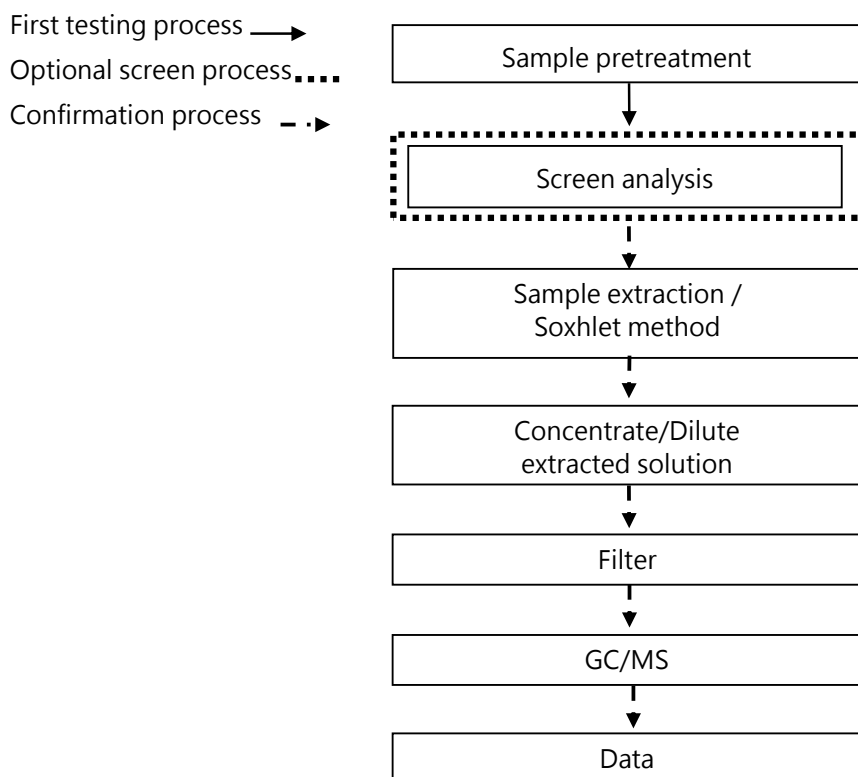 First testing process
Optional screen process
Confirmation process
Sample pretreatment
Screen analysis
Sample extraction /
Soxhlet method
Concentrate/Dilute
extracted solution
Filter
GC/MS
Data